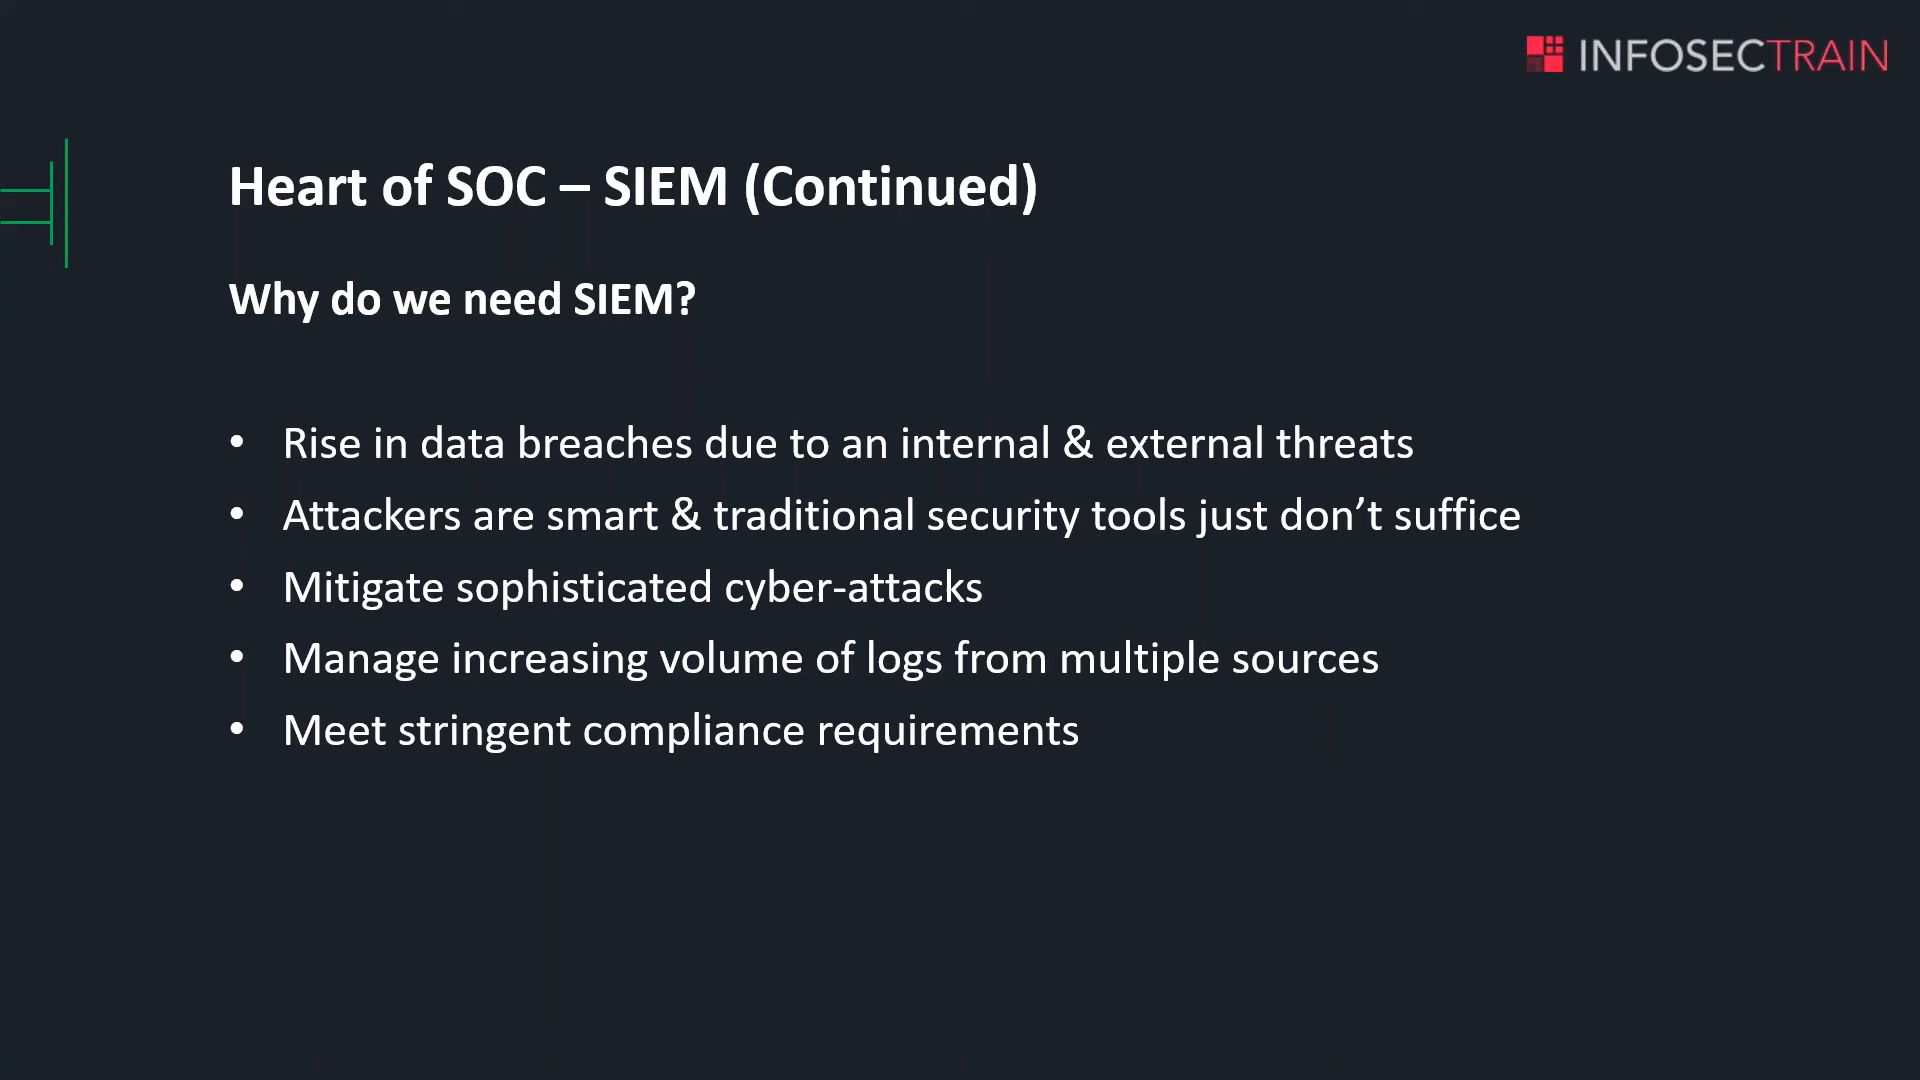 INFOSECTRAIN
Heart of SOC – SIEM (Continued)
Why do we need SIEM?
• Rise in data breaches due to an internal & external threats
• Attackers are smart & traditional security tools just don’t suffice
• Mitigate sophisticated cyber-attacks
• Manage increasing volume of logs from multiple sources
• Meet stringent compliance requirements